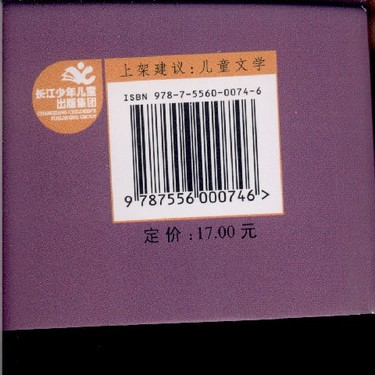 上架建议：儿童文学
长江少年儿童
出版集团
CHANGJIANG CHILDREN'S
PUBLISHING GROUP
ISBN 978-7-5560-0074-6
9 787556 000746 >
定价：17.00 元